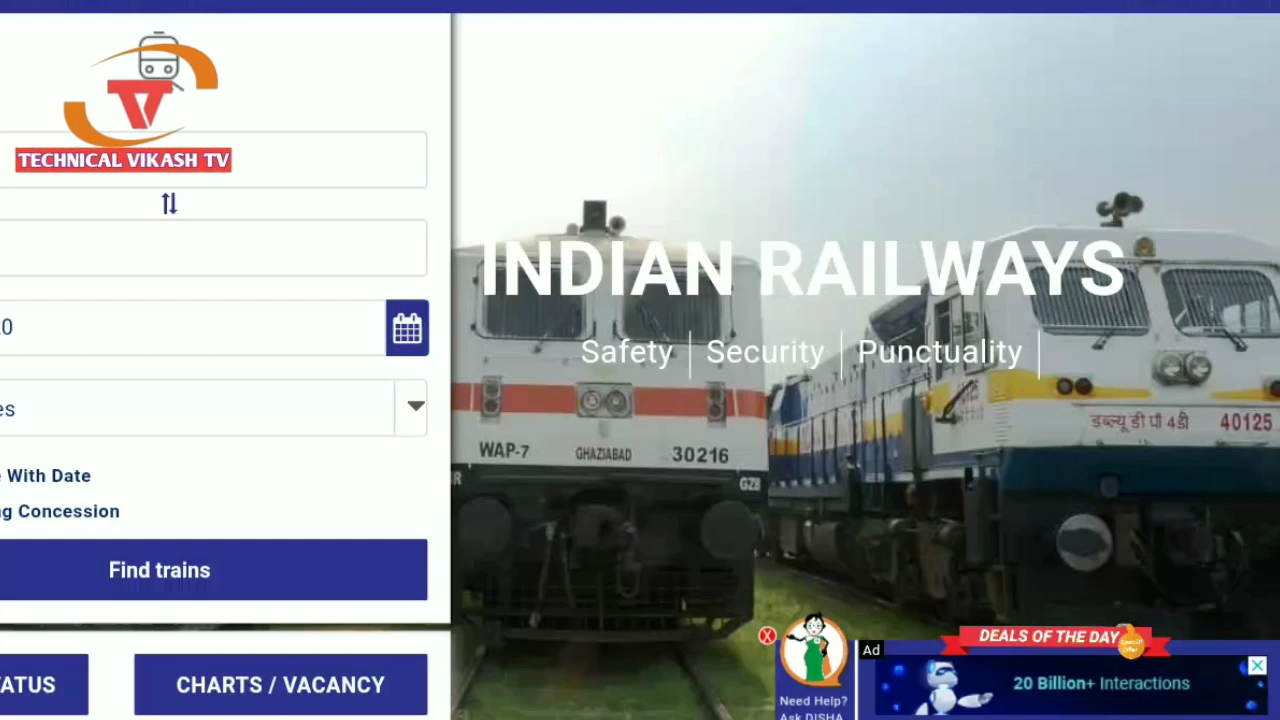 TECHNICAL VIKASH TV
0
es
With Date
g Concession
Find trains
ATUS
CHARTS / VACANCY
INDIAN RAILWAYS
Safety | Security | Punctuality |
WAP-7
GHAZIABAD
30216
R
GZB
डब्ल्यू डी पी 4डी
40125
Need Help?
Ask DISHA
Ad
DEALS OF THE DAY
Special
Offer
20 Billion+ Interactions
X